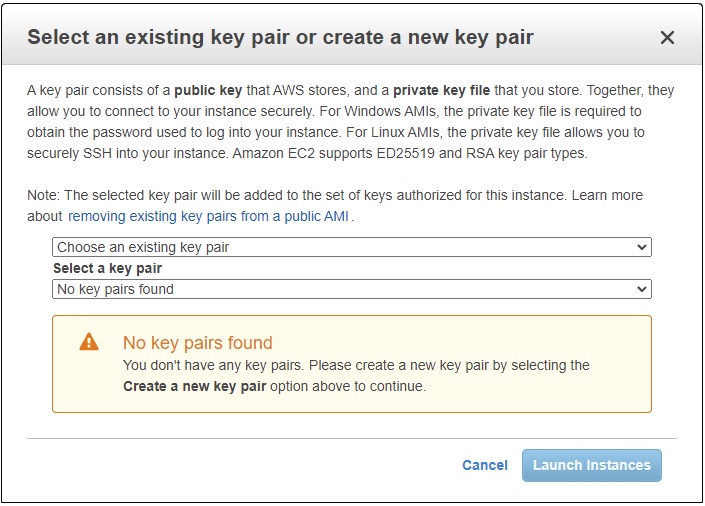 Select an existing key pair or create a new key pair
A key pair consists of a public key that AWS stores, and a private key file that you store. Together, they
allow you to connect to your instance securely. For Windows AMIs, the private key file is required to
obtain the password used to log into your instance. For Linux AMIs, the private key file allows you to
securely SSH into your instance. Amazon EC2 supports ED25519 and RSA key pair types.
Note: The selected key pair will be added to the set of keys authorized for this instance. Learn more
about removing existing key pairs from a public AMI.
Choose an existing key pair
Select a key pair
No key pairs found
No key pairs found
You don't have any key pairs. Please create a new key pair by selecting the
Create a new key pair option above to continue.
Cancel Launch Instances